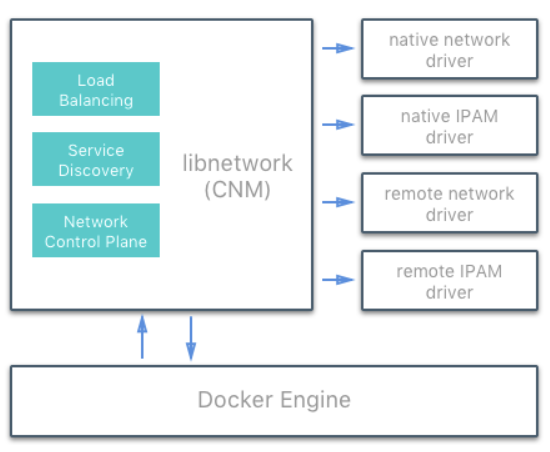 Load
Balancing
Service
Discovery
Network
Control Plane
libnetwork
(CNM)
native network
driver
native IPAM
driver
remote network
driver
remote IPAM
driver
Docker Engine